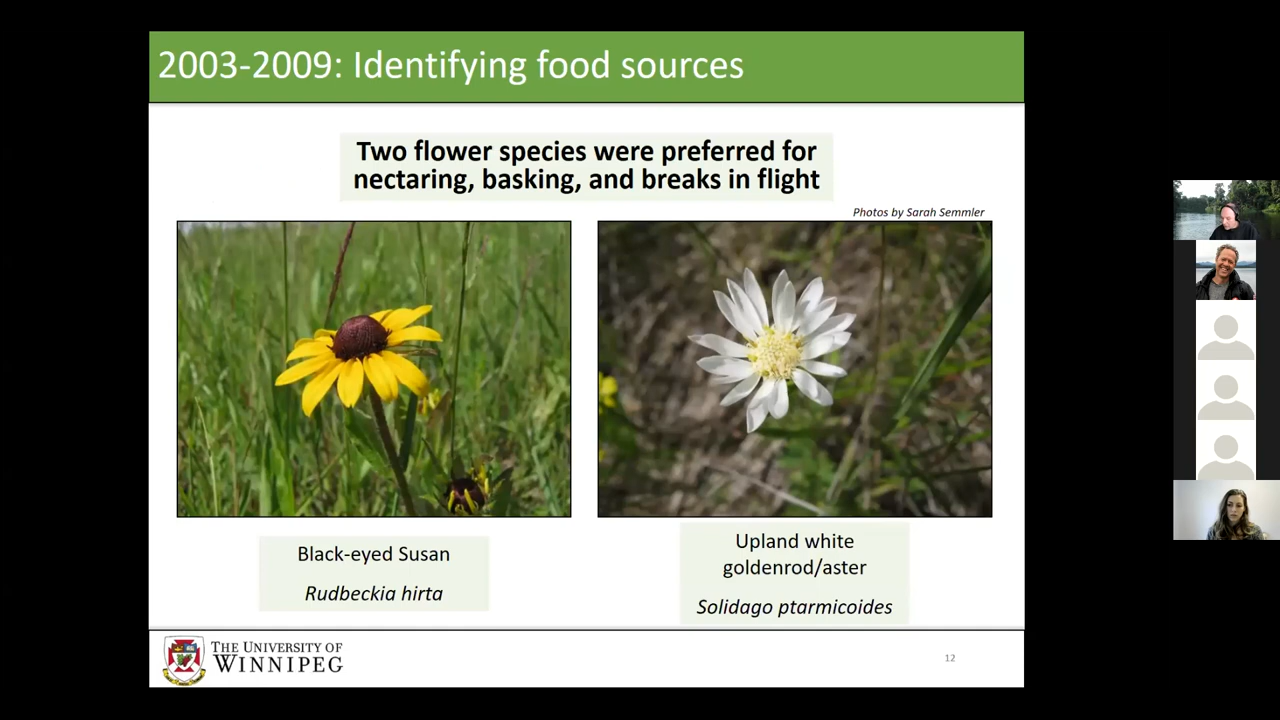 2003-2009: Identifying food sources
Two flower species were preferred for
nectaring, basking, and breaks in flight
Photos by Sarah Semmler
Black-eyed Susan
Rudbeckia hirta
Upland white
goldenrod/aster
Solidago ptarmicoides
THE UNIVERSITY OF
WINNIPEG
12